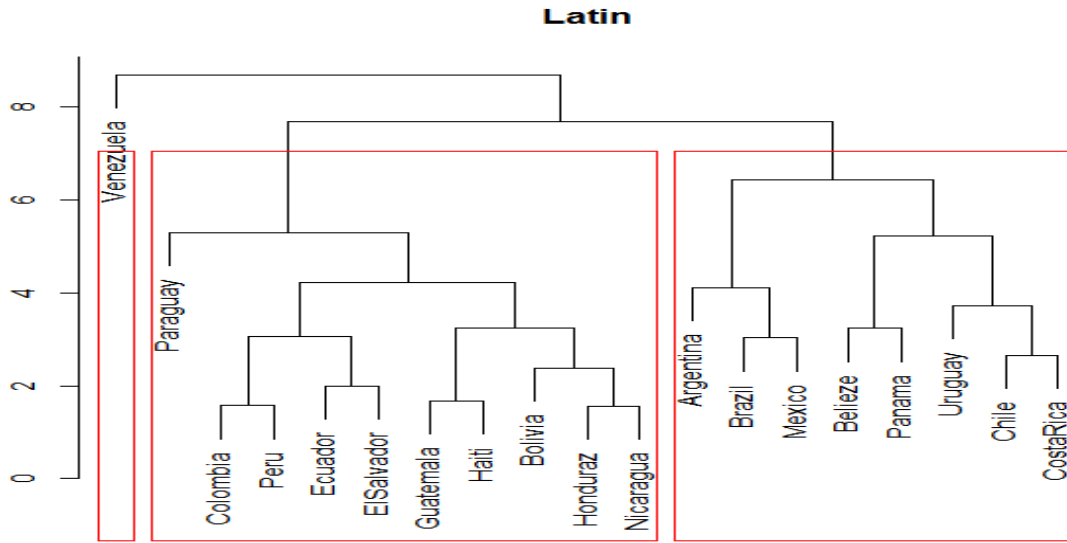 Latin
8
6
4
2
0
Venezuela
Paraguay
Colombia
Peru
Ecuador
ElSalvador
Guatemala
Haiti
Bolivia
Honduraz
Nicaragua
Argentina
Brazil
Mexico
Belieze
Panama
Uruguay
Chile
CostaRica